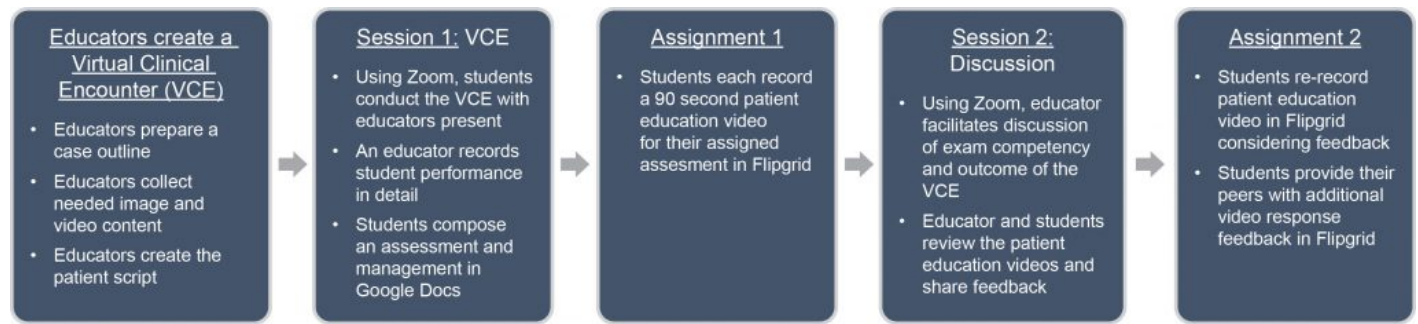 Educators create a
Virtual Clinical
Encounter (VCE)
• Educators prepare a
case outline
• Educators collect
needed image and
video content
• Educators create the
patient script
Session 1: VCE
• Using Zoom, students
conduct the VCE with
educators present
• An educator records
student performance
in detail
• Students compose
an assessment and
management in
Google Docs
Assignment 1
• Students each record
a 90 second patient
education video
for their assigned
assesment in Flipgrid
Session 2:
Discussion
• Using Zoom, educator
facilitates discussion
of exam competency
and outcome of the
VCE
• Educator and students
review the patient
education videos and
share feedback
Assignment 2
• Students re-record
patient education
video in Flipgrid
considering feedback
• Students provide their
peers with additional
video response
feedback in Flipgrid